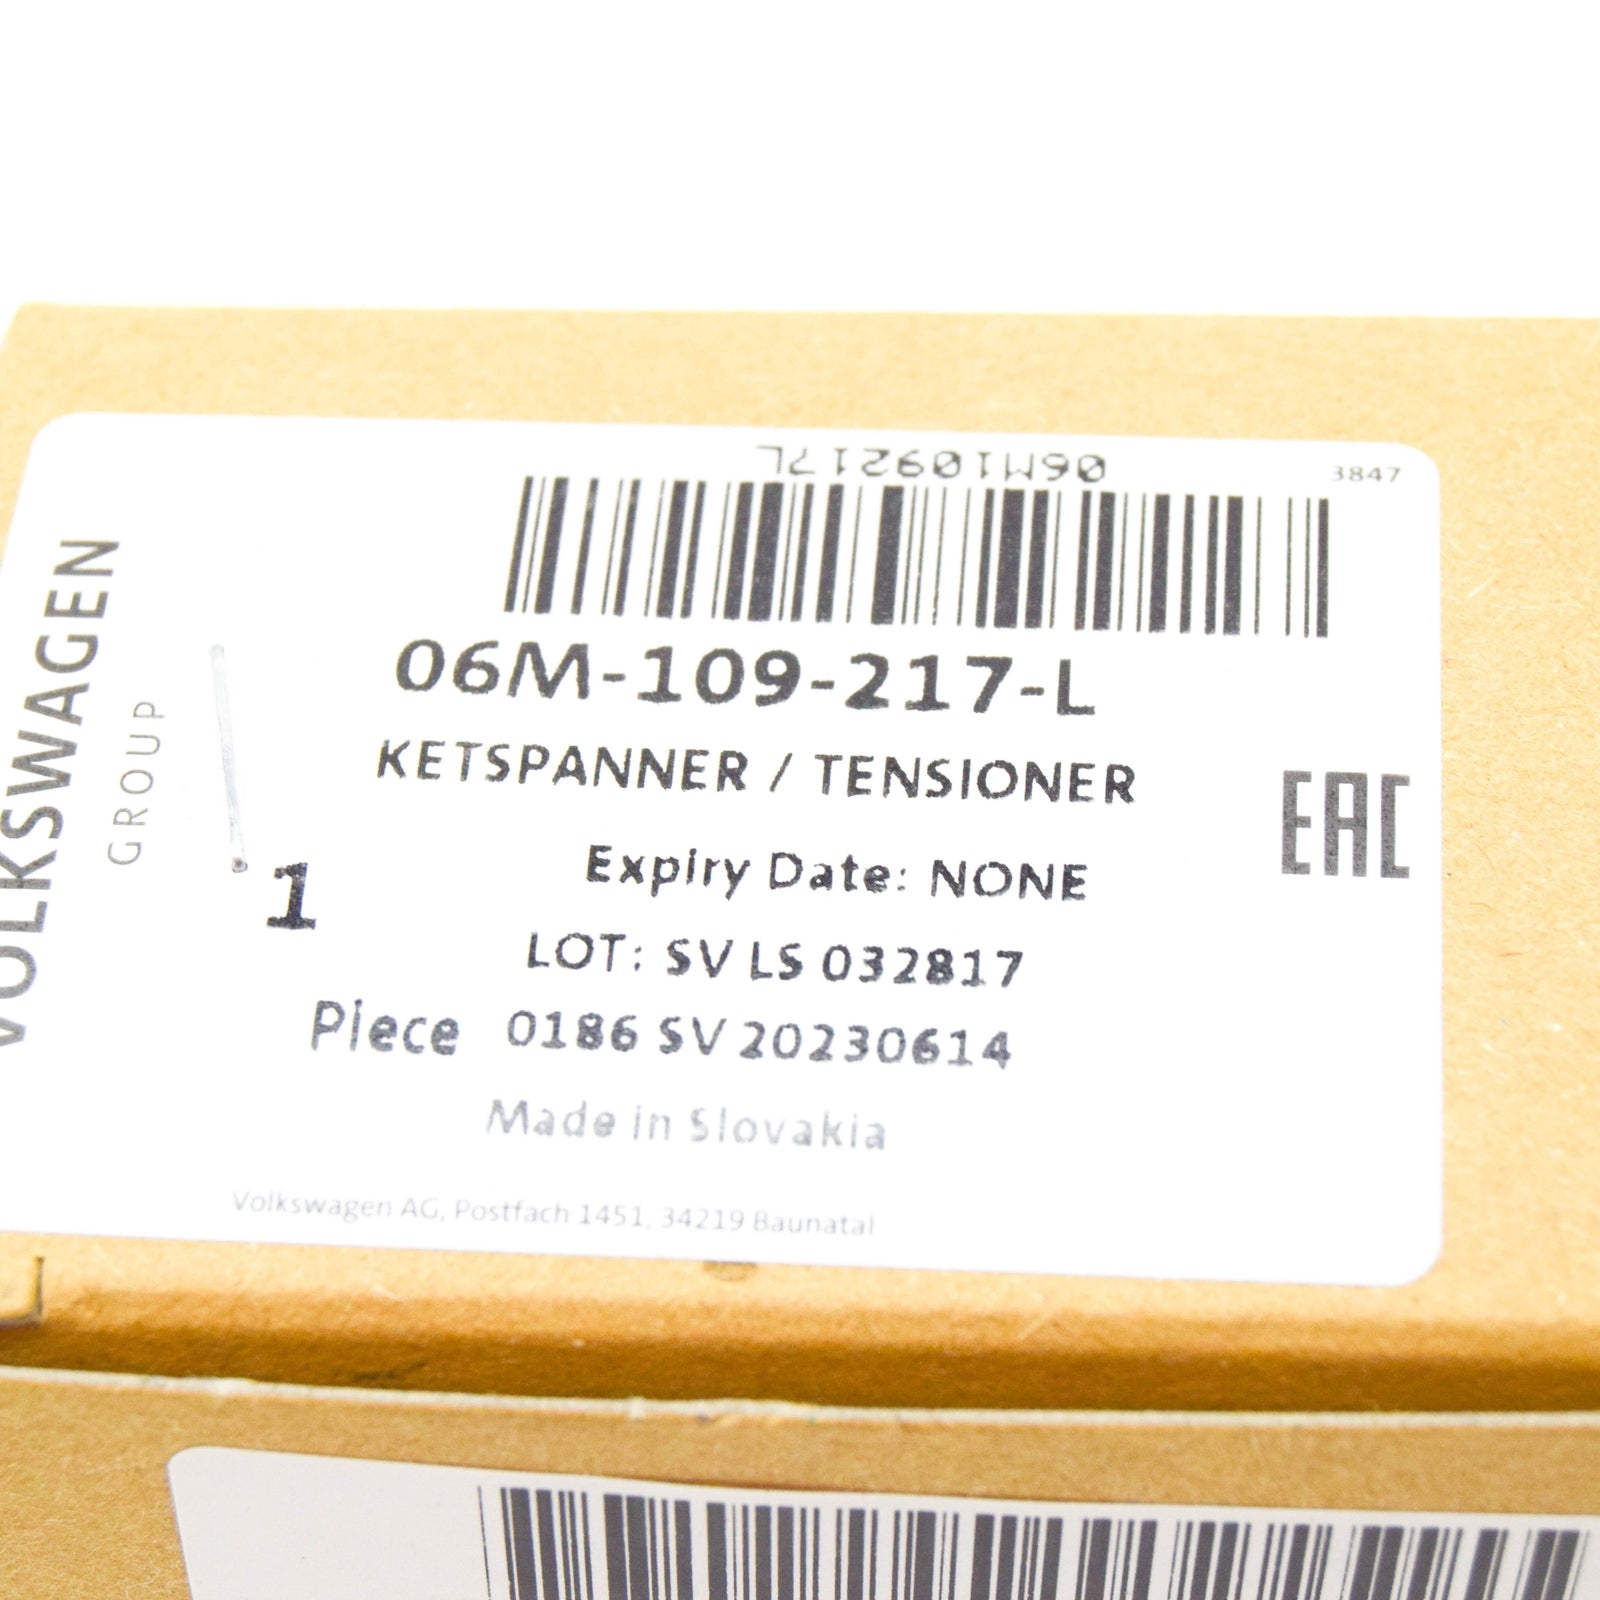 06M109217L
3847
06M-109-217-L
KETSPANNER / TENSIONER
EAC
Expiry Date: NONE
1
LOT: SV LS 032817
Piece 0186 SV 20230614
Made in Slovakia
Volkswagen AG, Postfach 1451, 34219 Baunatal
VOLKSWAGEN
GROUP